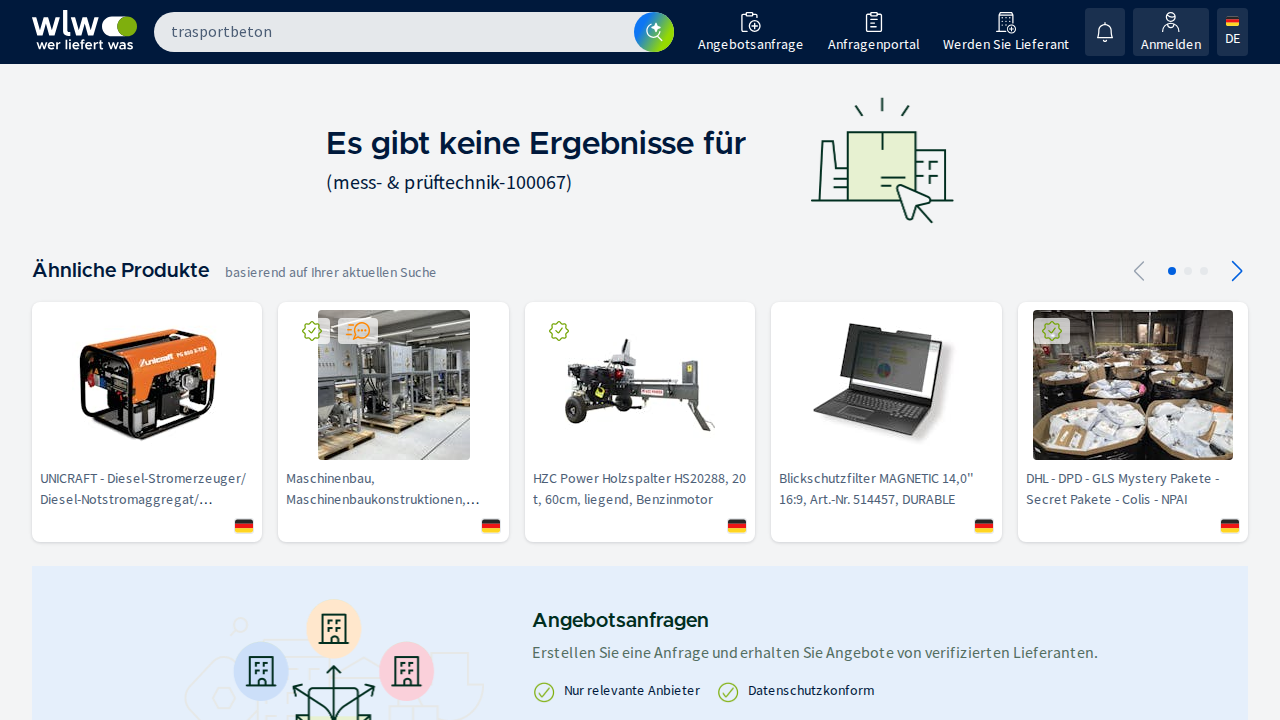 wlw
wer liefert was
trasportbeton
Angebotsanfrage
Anfragenportal
Werden Sie Lieferant
Anmelden
DE
Es gibt keine Ergebnisse für
(mess- & prüftechnik-100067)
Ähnliche Produkte basierend auf Ihrer aktuellen Suche
UNICRAFT - Diesel-Stromerzeuger/
Diesel-Notstromaggregat/…
Maschinenbau,
Maschinenbaukonstruktionen,…
HZC Power Holzspalter HS20288, 20
t, 60cm, liegend, Benzinmotor
Blickschutzfilter MAGNETIC 14,0"
16:9, Art.-Nr. 514457, DURABLE
DHL - DPD - GLS Mystery Pakete -
Secret Pakete - Colis - NPAI
Angebotsanfragen
Erstellen Sie eine Anfrage und erhalten Sie Angebote von verifizierten Lieferanten.
Nur relevante Anbieter
Datenschutzkonform